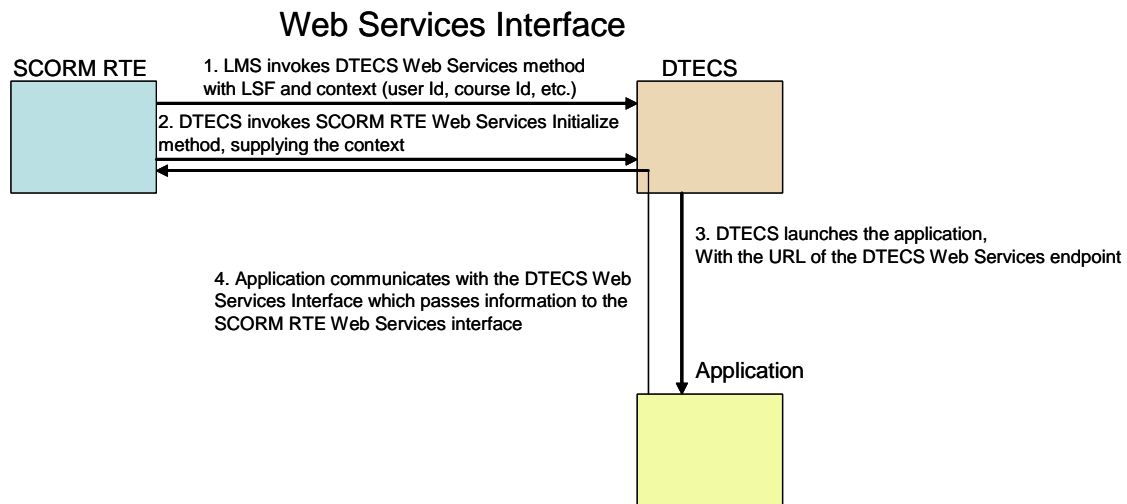 Web Services Interface
SCORM RTE
1. LMS invokes DTECS Web Services method
with LSF and context (user Id, course Id, etc.)
DTECS
2. DTECS invokes SCORM RTE Web Services Initialize
method, supplying the context
3. DTECS launches the application,
With the URL of the DTECS Web Services endpoint
4. Application communicates with the DTECS Web
Services Interface which passes information to the
SCORM RTE Web Services interface
Application